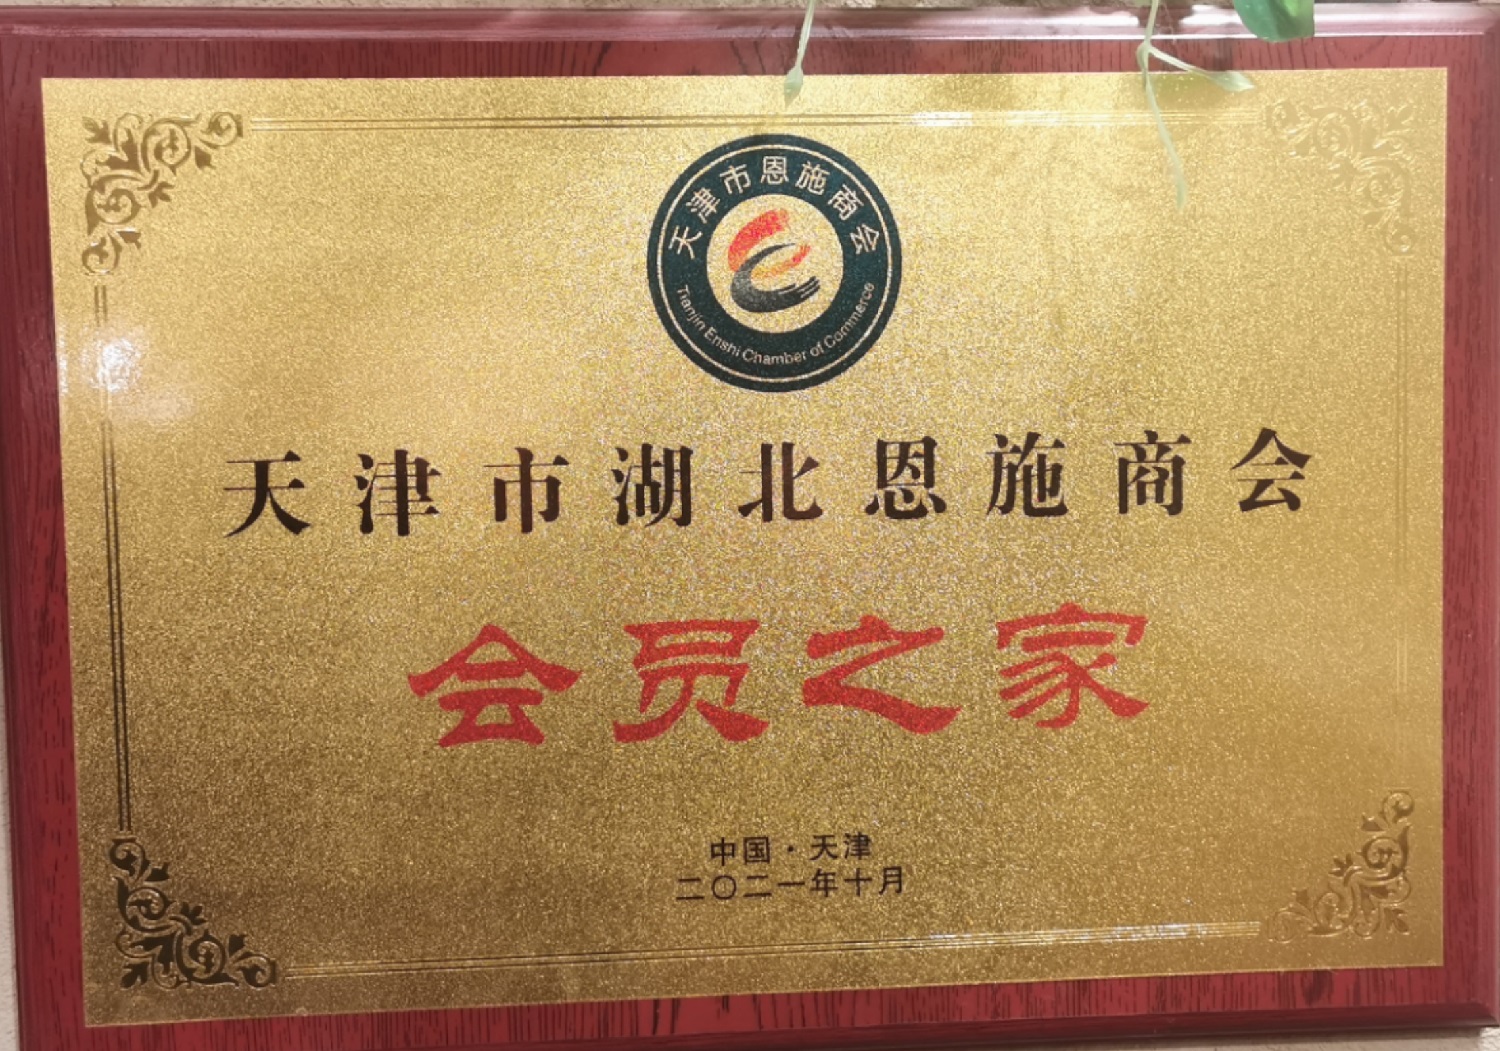 天津市恩施商会
Tianjin Enshi Chamber of Commerce
天津市湖北恩施商会
会员之家
中国·天津
二〇二一年十月